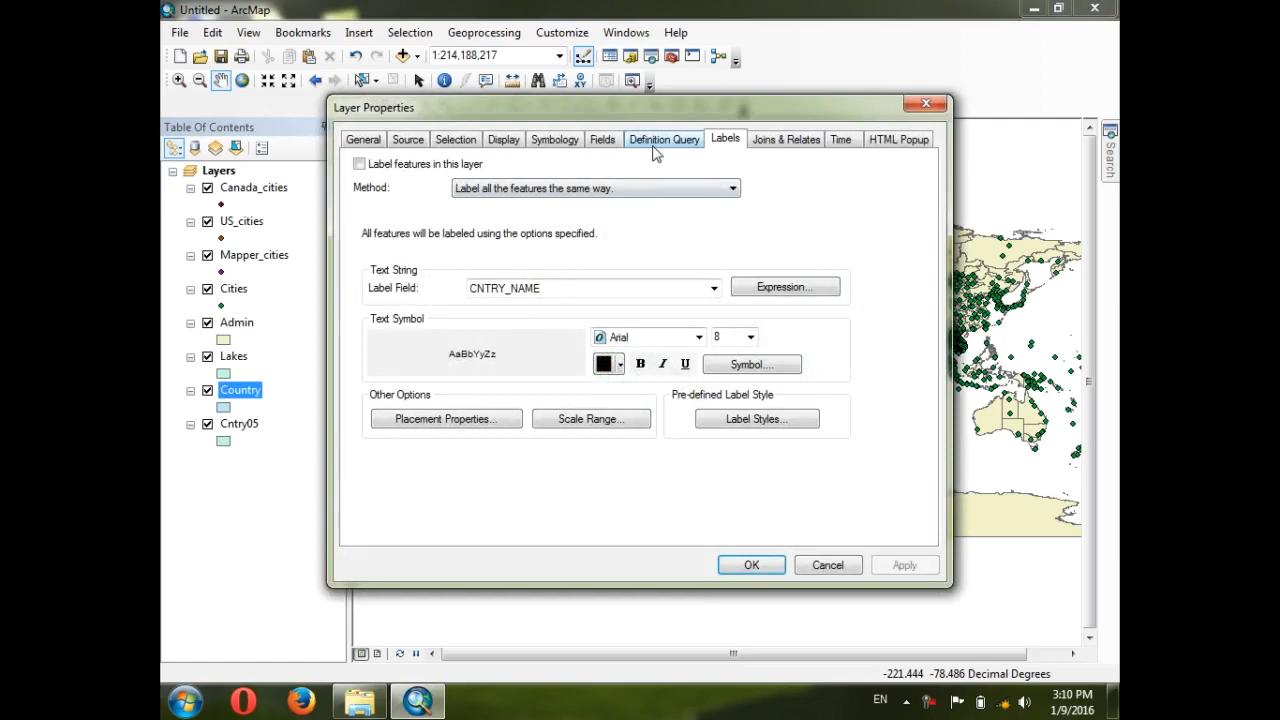 Untitled - ArcMap
File Edit View Bookmarks Insert Selection Geoprocessing Customize Windows Help
1:214,188,217
Layer Properties
Table Of Contents
General Source Selection Display Symbology Fields Definition Query Labels Joins & Relates Time HTML Popup
Search
Label features in this layer
Method: Label all the features the same way.
Layers
Canada_cities
US_cities
Mapper_cities
Cities
Admin
Lakes
Country
Cntry05
All features will be labeled using the options specified.
Text String
Label Field: CNTRY_NAME Expression...
Text Symbol
AaBbYyZz
Arial 8
B I U Symbol....
Other Options Pre-defined Label Style
Placement Properties... Scale Range... Label Styles...
OK Cancel Apply
-221.444 -78.486 Decimal Degrees
EN 3:10 PM
1/9/2016